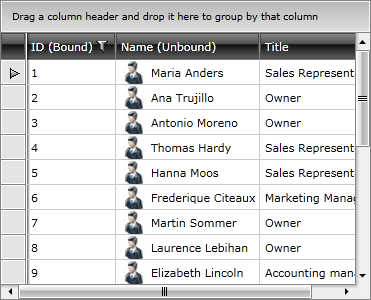 Drag a column header and drop it here to group by that column
ID (Bound) Name (Unbound) Title
1 Maria Anders Sales Represent
2 Ana Trujillo Owner
3 Antonio Moreno Owner
4 Thomas Hardy Sales Represent
5 Hanna Moos Sales Represent
6 Frederique Citeaux Marketing Manag
7 Martin Sommer Owner
8 Laurence Lebihan Owner
9 Elizabeth Lincoln Accounting mana